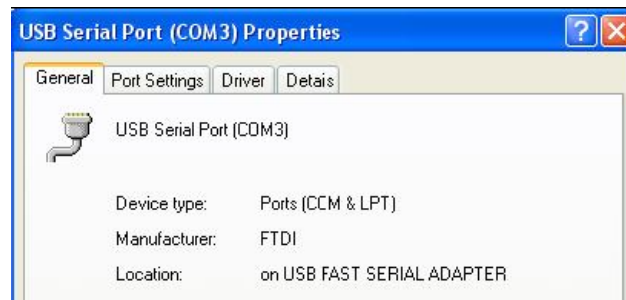 USB Serial Port (COM3) Properties
General Port Settings Driver Detais
USB Serial Port (COM3)
Device type: Ports (CCM & LPT)
Manufacturer: FTDI
Location: on USB FAST SERIAL ADAPTER